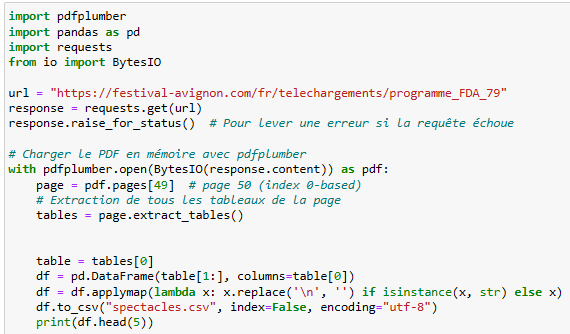 import pdfplumber
import pandas as pd
import requests
from io import BytesIO

url = "https://festival-avignon.com/fr/telechargements/programme_FDA_79"
response = requests.get(url)
response.raise_for_status()  # Pour lever une erreur si la requête échoue

# Charger le PDF en mémoire avec pdfplumber
with pdfplumber.open(BytesIO(response.content)) as pdf:
    page = pdf.pages[49]  # page 50 (index 0-based)
    # Extraction de tous les tableaux de la page
    tables = page.extract_tables()


    table = tables[0]
    df = pd.DataFrame(table[1:], columns=table[0])
    df = df.applymap(lambda x: x.replace('\n', '') if isinstance(x, str) else x)
    df.to_csv("spectacles.csv", index=False, encoding="utf-8")
    print(df.head(5))